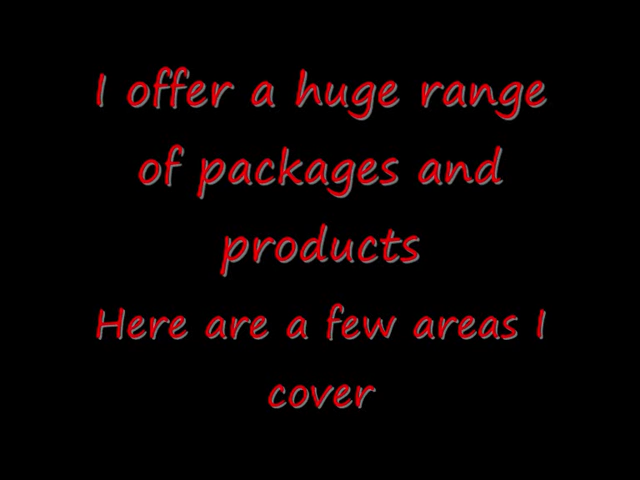 I offer a huge range
of packages and
products
Here are a few areas I
cover